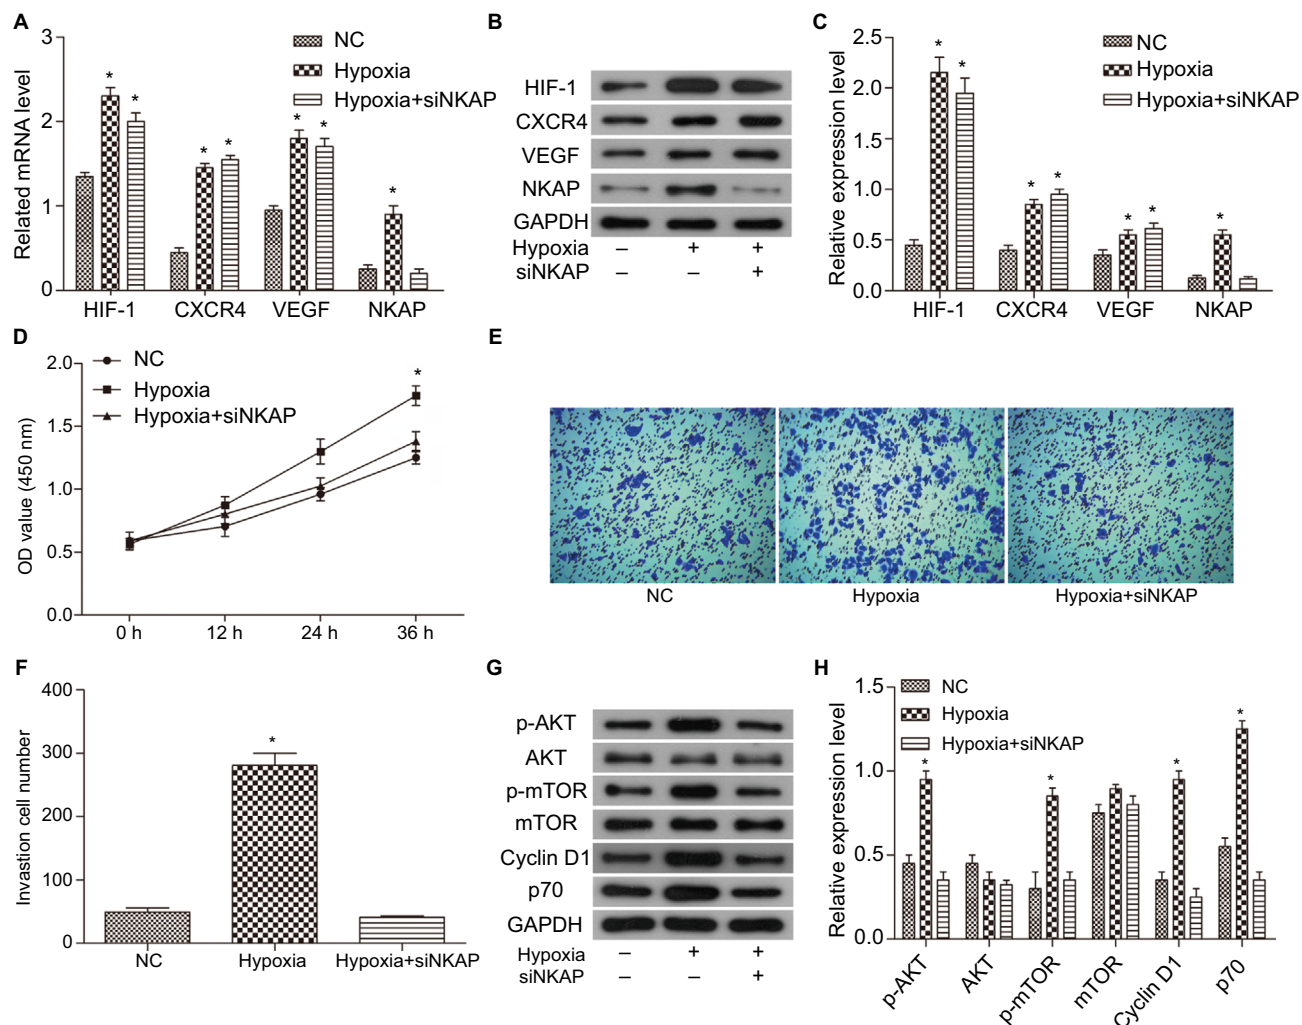 A
3
2
1
0
Related mRNA level
NC
Hypoxia
Hypoxia+siNKAP
* * * * * * *
HIF-1 CXCR4 VEGF NKAP
B
HIF-1
CXCR4
VEGF
NKAP
GAPDH
Hypoxia – + +
siNKAP – – +
C
2.5
2.0
1.5
1.0
0.5
0.0
Relative expression level
NC
Hypoxia
Hypoxia+siNKAP
* * * * * * *
HIF-1 CXCR4 VEGF NKAP
D
2.0
1.5
1.0
0.5
0.0
OD value (450 nm)
NC
Hypoxia
Hypoxia+siNKAP
*
0 h 12 h 24 h 36 h
E
NC Hypoxia Hypoxia+siNKAP
F
400
300
200
100
0
Invastion cell number
*
NC Hypoxia Hypoxia+siNKAP
G
p-AKT
AKT
p-mTOR
mTOR
Cyclin D1
p70
GAPDH
Hypoxia – + +
siNKAP – – +
H
1.5
1.0
0.5
0.0
Relative expression level
NC
Hypoxia
Hypoxia+siNKAP
* * * *
p-AKT AKT p-mTOR mTOR Cyclin D1 p70